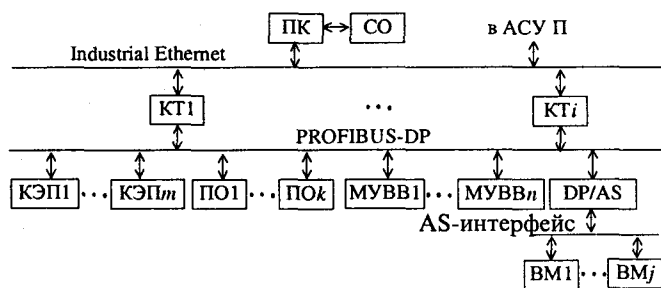 ПК СО в АСУ П
Industrial Ethernet
КТ1 ... КТi
PROFIBUS-DP
КЭП1 ... КЭПm ПО1 ... ПОk МУВВ1 ... МУВВn DP/AS
AS-интерфейс
ВМ1 ... ВМj